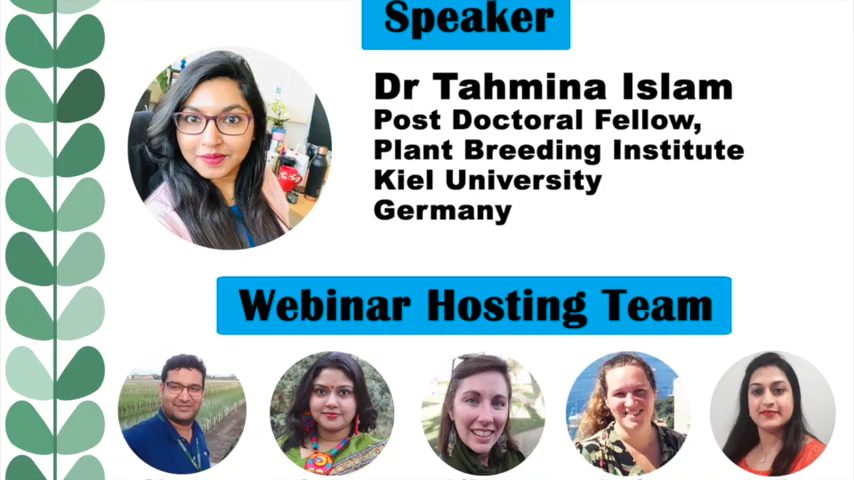 Speaker
Dr Tahmina Islam
Post Doctoral Fellow,
Plant Breeding Institute
Kiel University
Germany
Webinar Hosting Team